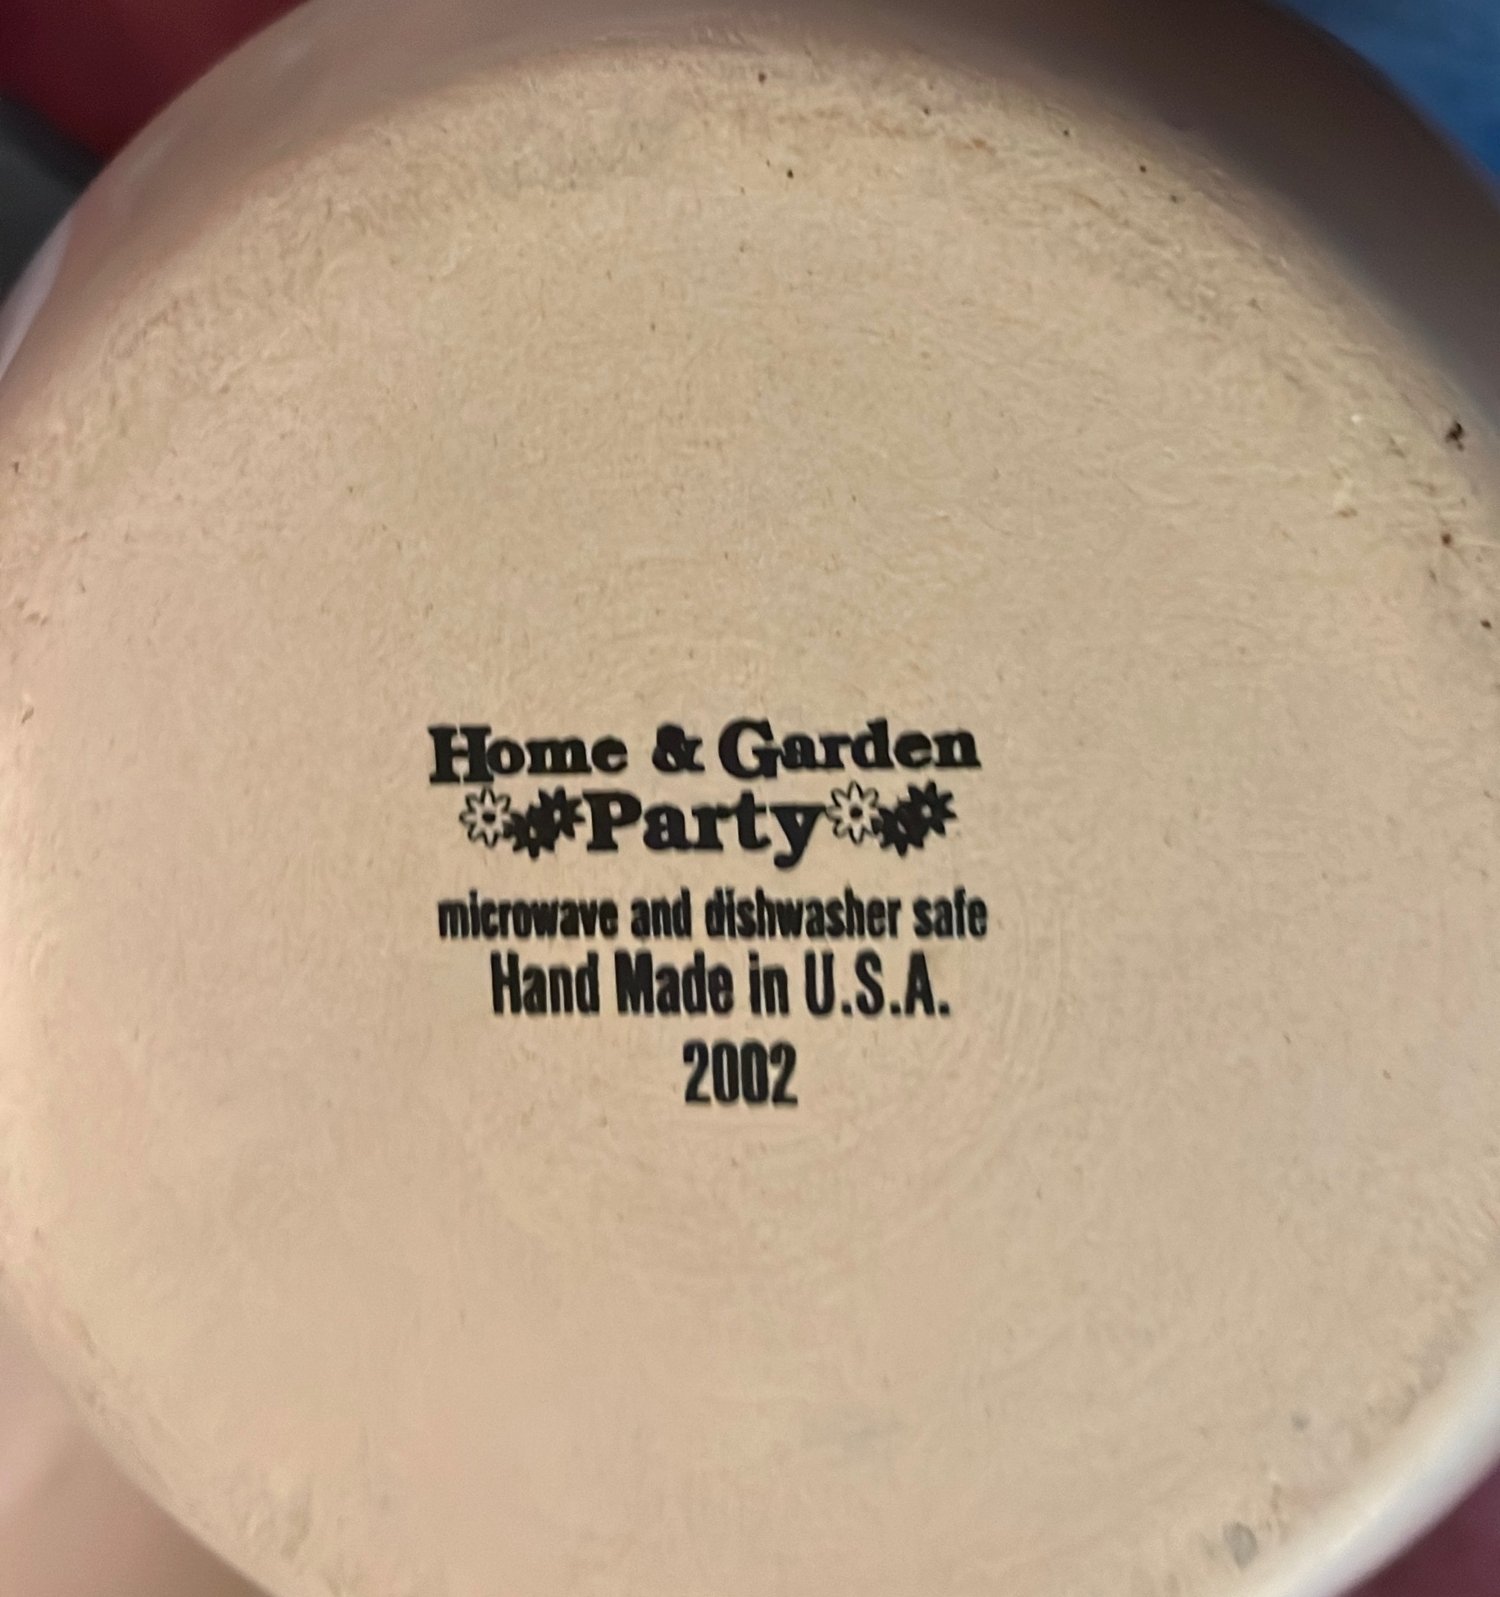 Home & Garden
Party
microwave and dishwasher safe
Hand Made in U.S.A.
2002